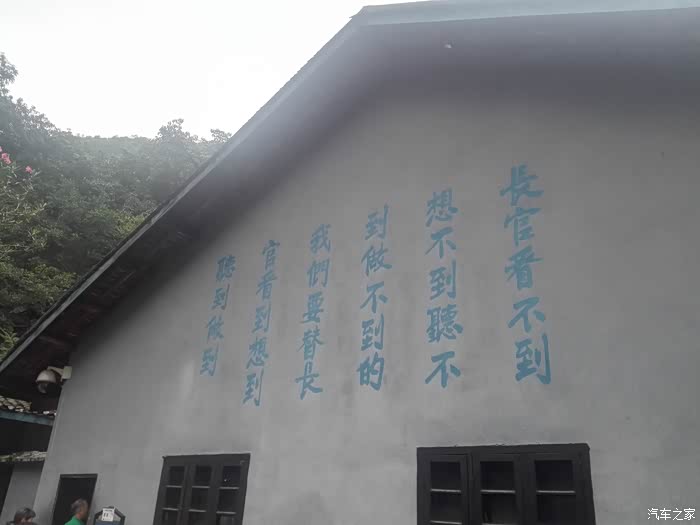 長官看不到
想不到聽不
到做不到的
我們要替長
官看到想到
聽到做到
汽车之家